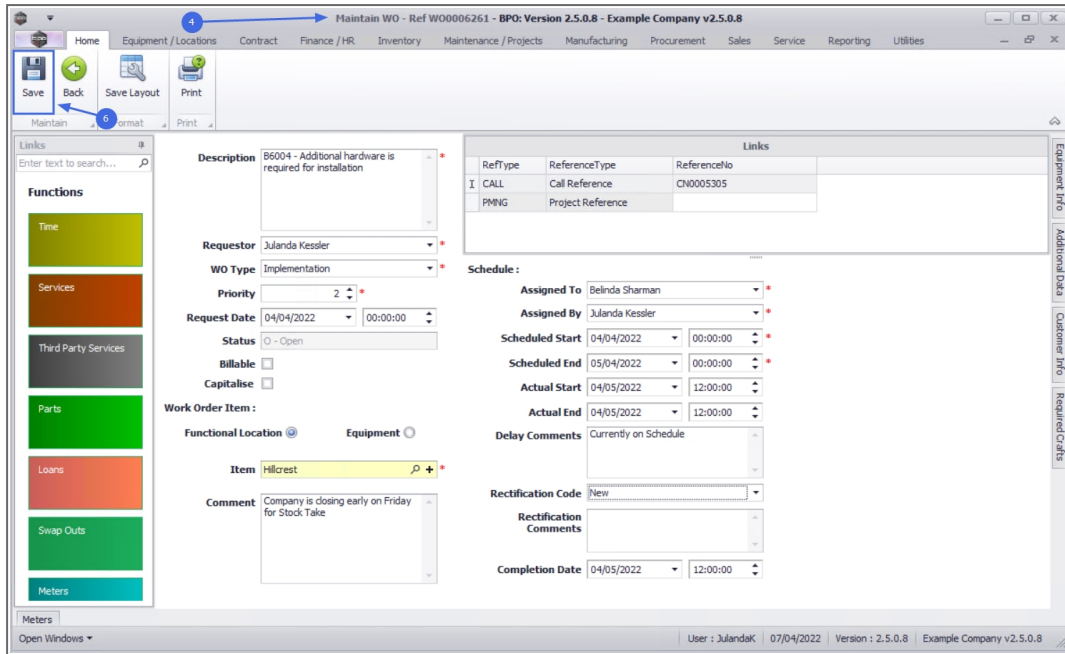 4
Maintain WO - Ref WO0006261 - BPO: Version 2.5.0.8 - Example Company v2.5.0.8
Home Equipment / Locations Contract Finance / HR Inventory Maintenance / Projects Manufacturing Procurement Sales Service Reporting Utilities
Save Back Save Layout Print
6
Maintain Format Print
Links
Enter text to search...
Functions
Time
Services
Third Party Services
Parts
Loans
Swap Outs
Meters
Description B6004 - Additional hardware is
required for installation
*
Requestor Julanda Kessler *
WO Type Implementation *
Priority 2 *
Request Date 04/04/2022 00:00:00
Status O - Open
Billable
Capitalise
Work Order Item :
Functional Location Equipment
Item Hillcrest *
Comment Company is closing early on Friday
for Stock Take
Links
RefType ReferenceType ReferenceNo
CALL Call Reference CN0005305
PMNG Project Reference
Schedule :
Assigned To Belinda Sharman *
Assigned By Julanda Kessler *
Scheduled Start 04/04/2022 00:00:00 *
Scheduled End 05/04/2022 00:00:00 *
Actual Start 04/05/2022 12:00:00
Actual End 04/05/2022 12:00:00
Delay Comments Currently on Schedule
Rectification Code New
Rectification
Comments
Completion Date 04/05/2022 12:00:00
Equipment Info
Additional Data
Customer Info
Required Crafts
Meters
Open Windows User : JulandaK 07/04/2022 Version : 2.5.0.8 Example Company v2.5.0.8